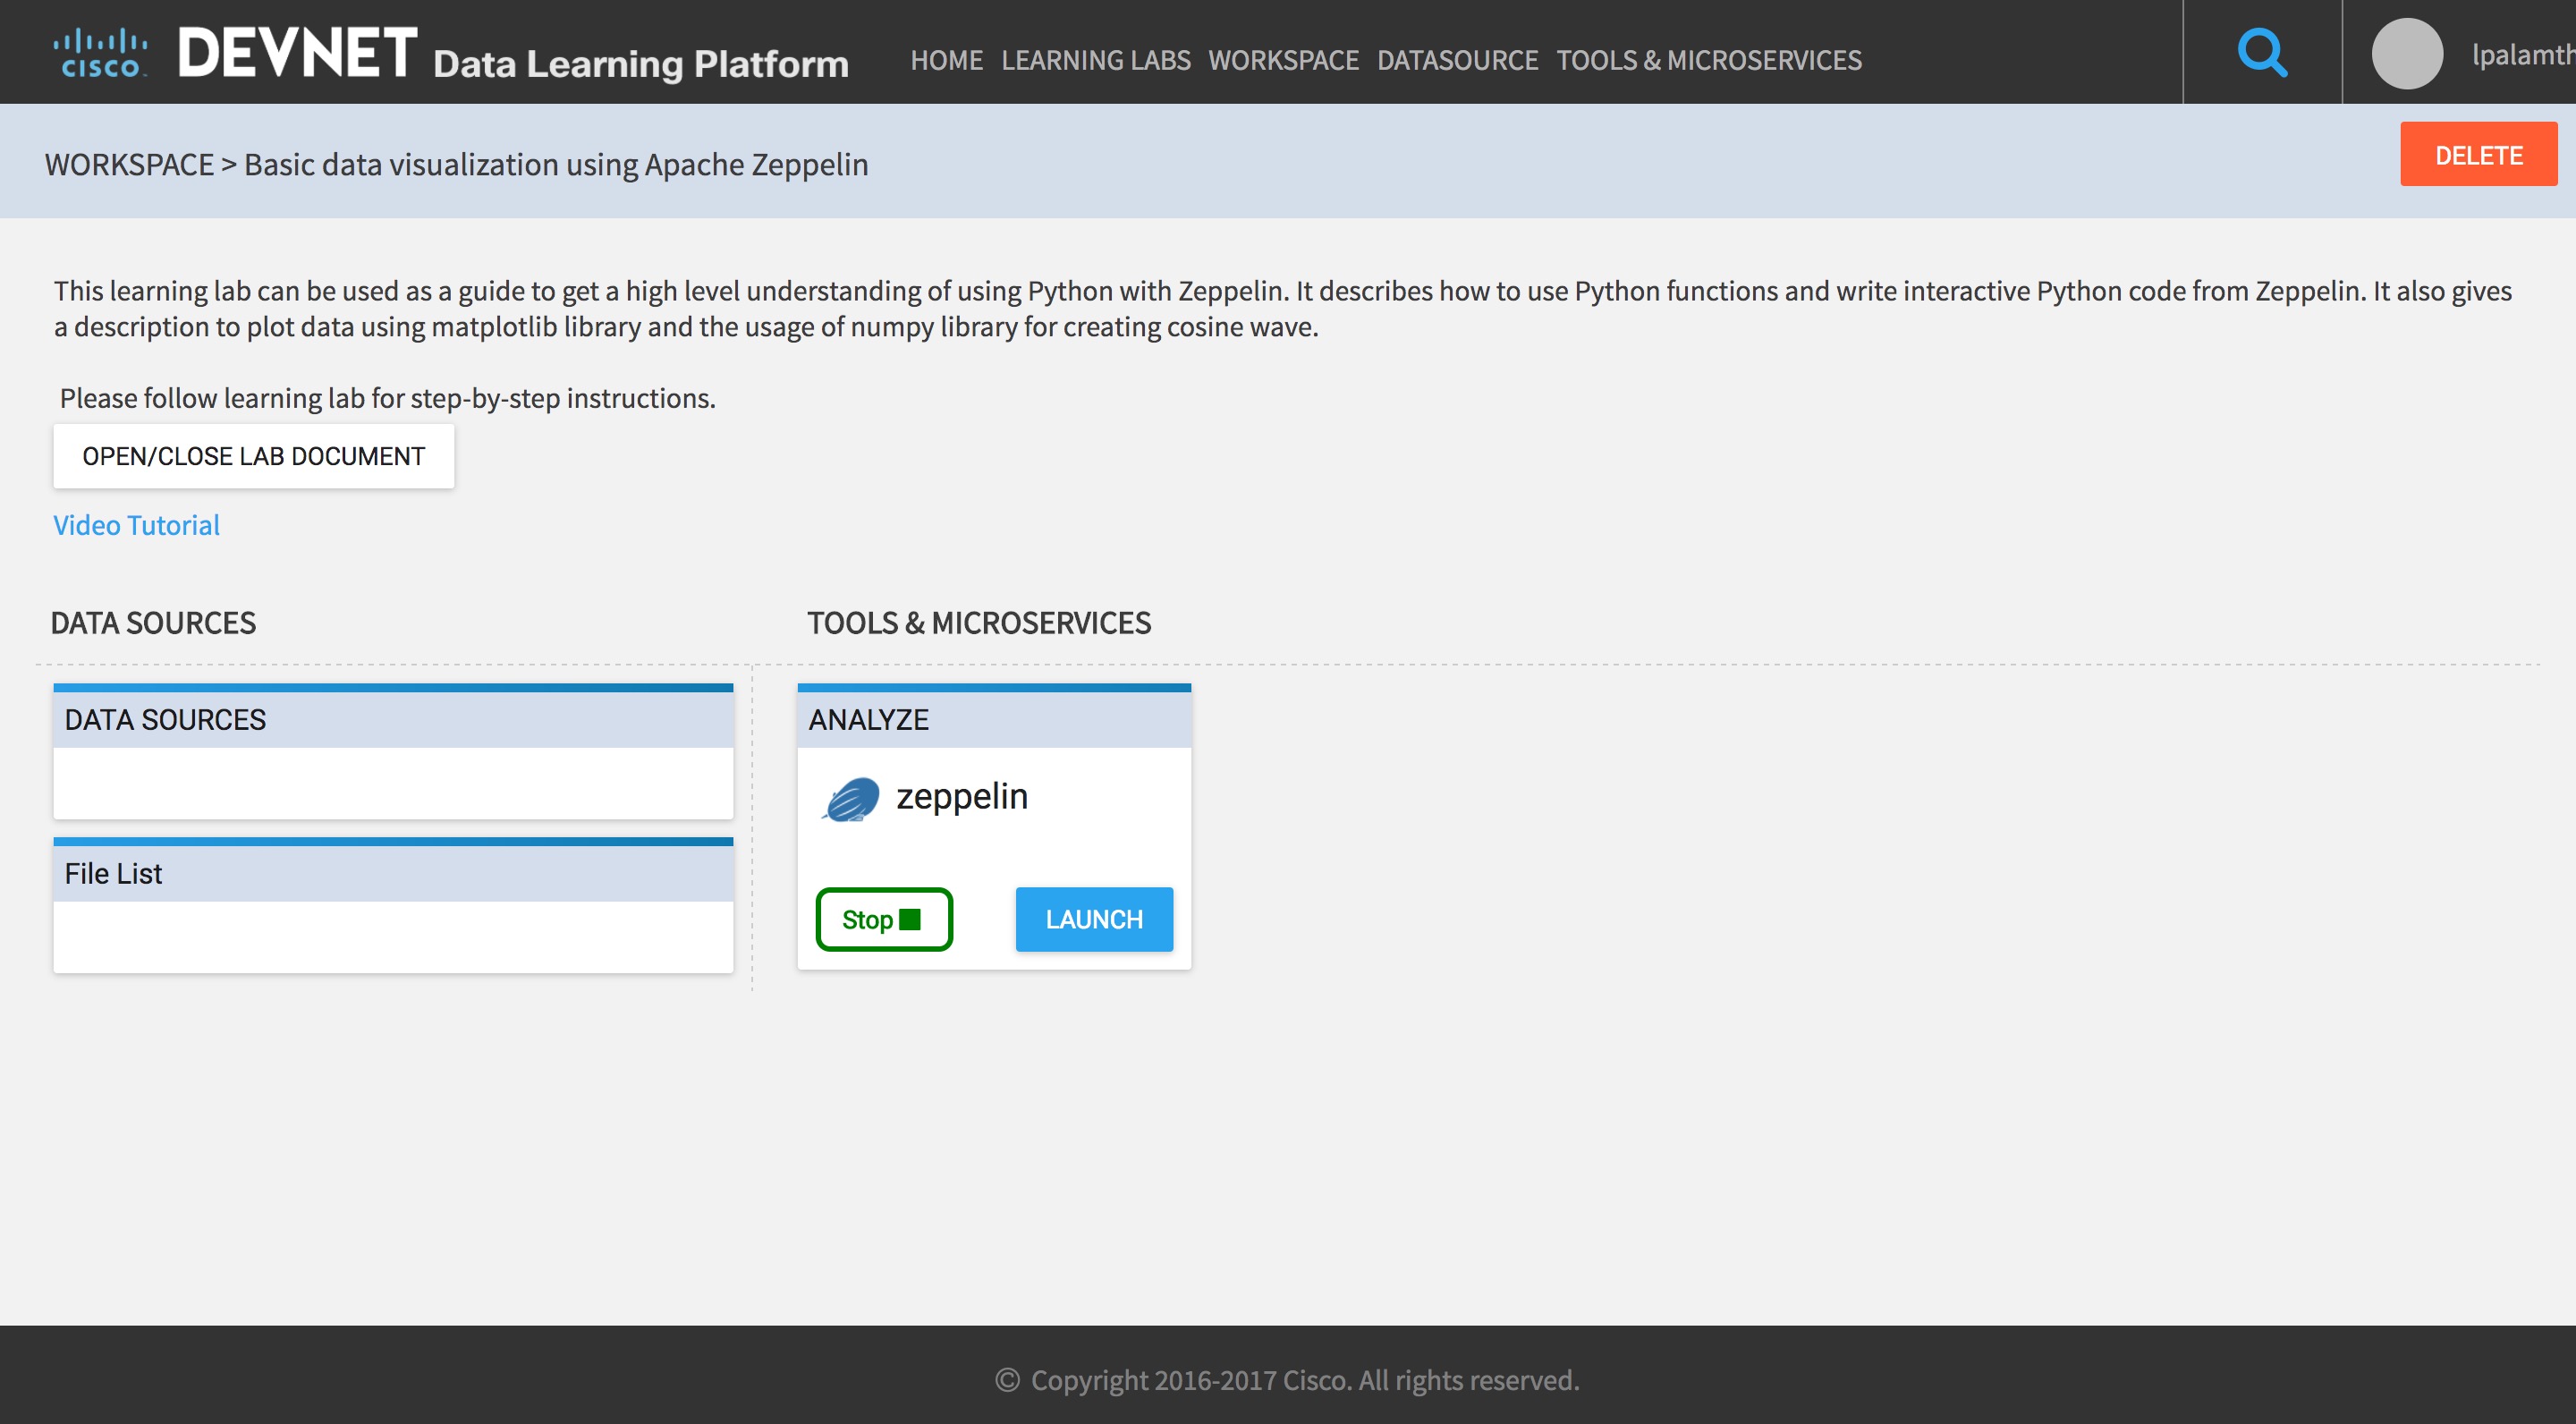 CISCO DEVNET Data Learning Platform HOME LEARNING LABS WORKSPACE DATASOURCE TOOLS & MICROSERVICES lpalamth
WORKSPACE > Basic data visualization using Apache Zeppelin DELETE
This learning lab can be used as a guide to get a high level understanding of using Python with Zeppelin. It describes how to use Python functions and write interactive Python code from Zeppelin. It also gives
a description to plot data using matplotlib library and the usage of numpy library for creating cosine wave.
Please follow learning lab for step-by-step instructions.
OPEN/CLOSE LAB DOCUMENT
Video Tutorial
DATA SOURCES
DATA SOURCES
File List
TOOLS & MICROSERVICES
ANALYZE
zeppelin
Stop LAUNCH
© Copyright 2016-2017 Cisco. All rights reserved.